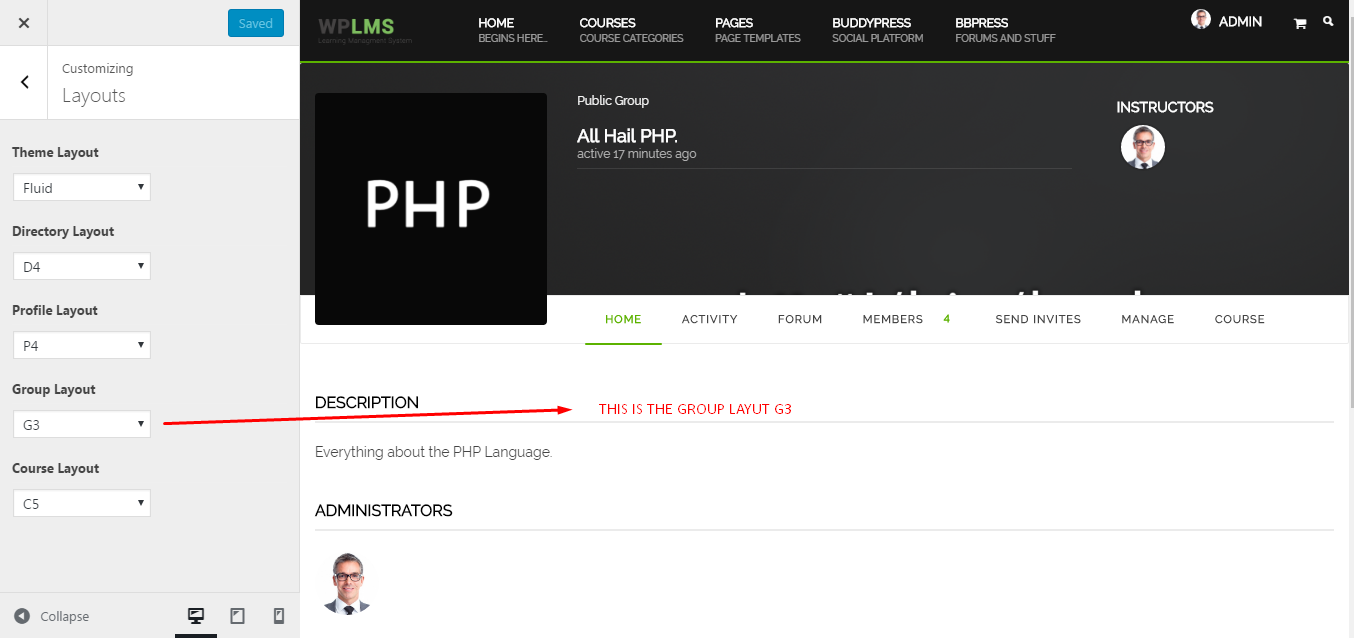 Saved
Customizing
Layouts
Theme Layout
Fluid
Directory Layout
D4
Profile Layout
P4
Group Layout
G3
Course Layout
C5
Collapse
WPLMS
Learning Managment System
HOME
BEGINS HERE..
COURSES
COURSE CATEGORIES
PAGES
PAGE TEMPLATES
BUDDYPRESS
SOCIAL PLATFORM
BBPRESS
FORUMS AND STUFF
ADMIN
PHP
Public Group
All Hail PHP.
active 17 minutes ago
INSTRUCTORS
HOME ACTIVITY FORUM MEMBERS 4 SEND INVITES MANAGE COURSE
DESCRIPTION
THIS IS THE GROUP LAYUT G3
Everything about the PHP Language.
ADMINISTRATORS